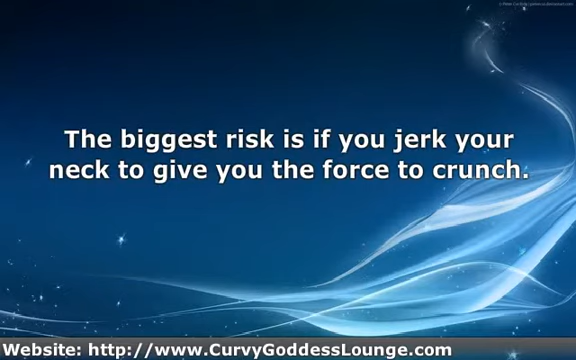 The biggest risk is if you jerk your
neck to give you the force to crunch.
Website: http://www.CurvyGoddessLounge.com